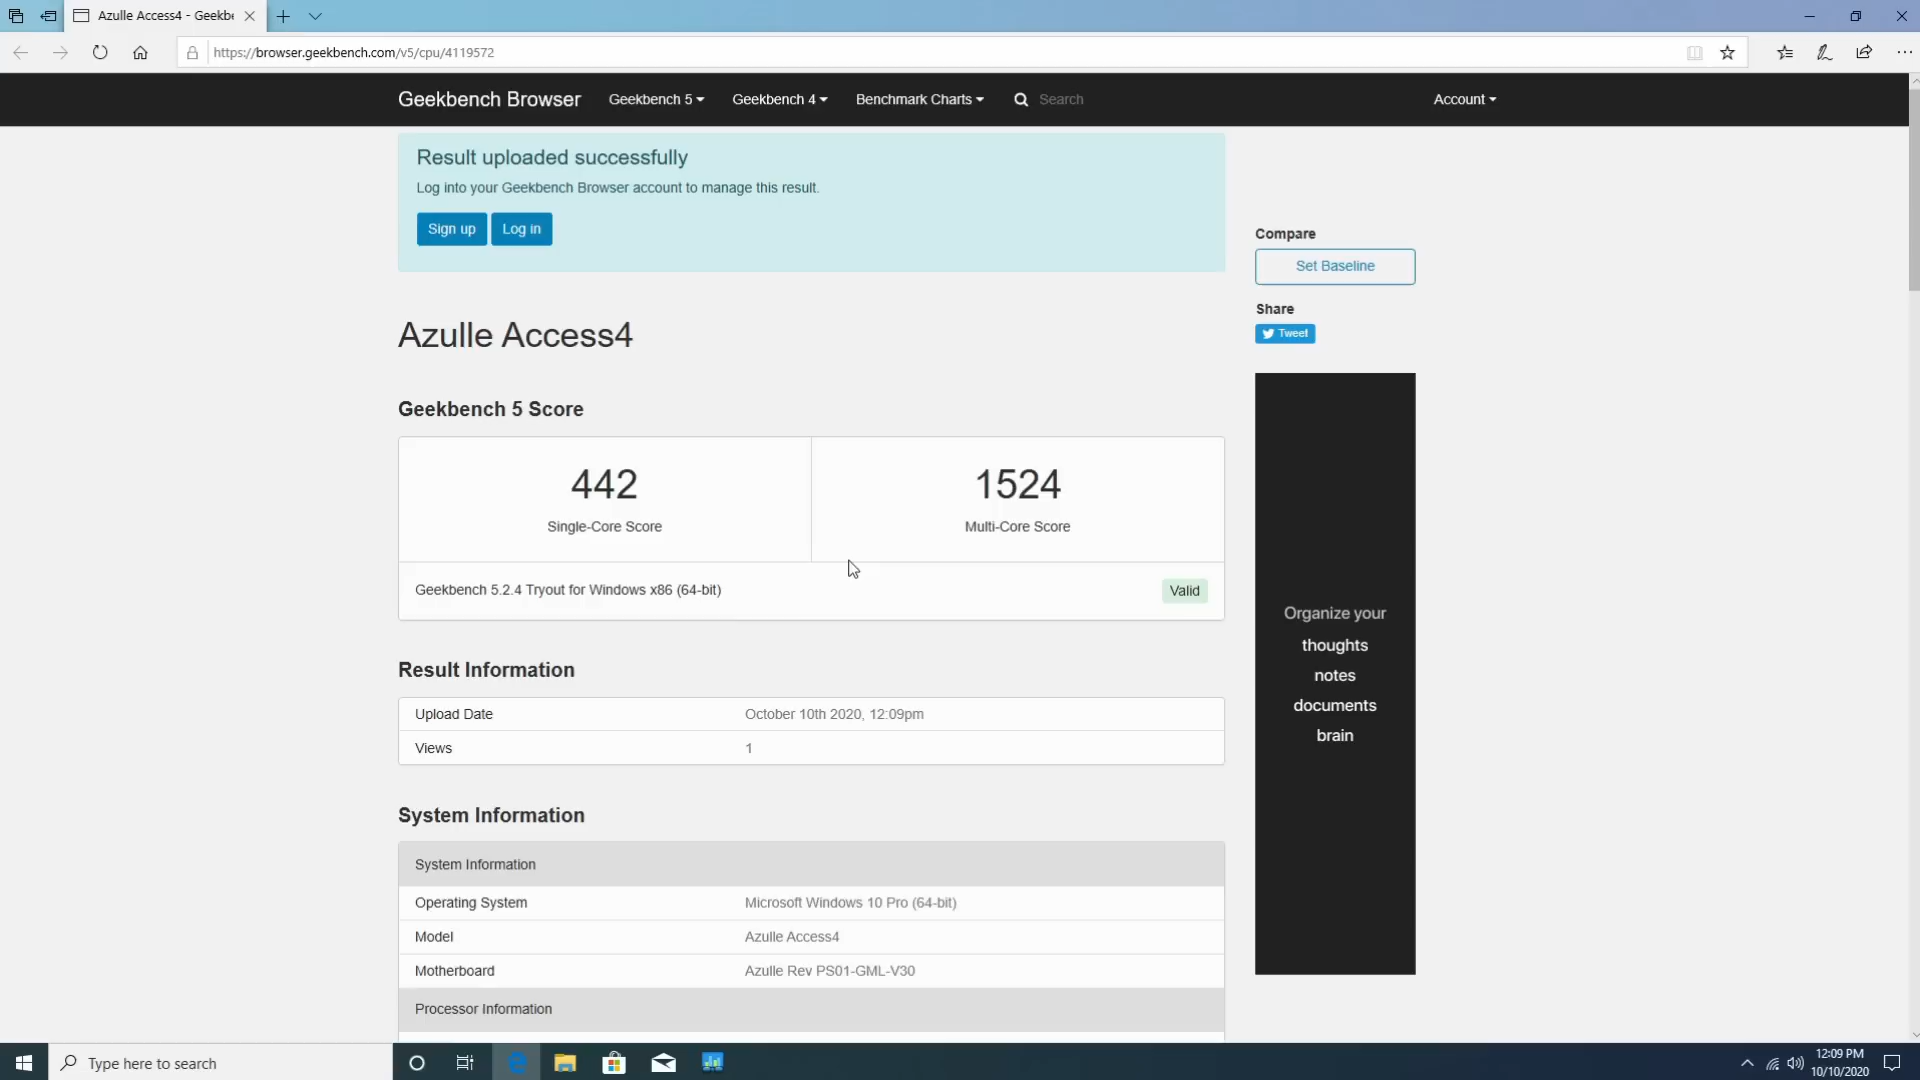 Azulle Access4 - Geekbe
https://browser.geekbench.com/v5/cpu/4119572
Geekbench Browser Geekbench 5 Geekbench 4 Benchmark Charts Search Account
Result uploaded successfully
Log into your Geekbench Browser account to manage this result.
Sign up Log in
Compare
Set Baseline
Share
Tweet
Azulle Access4
Geekbench 5 Score
442 1524
Single-Core Score Multi-Core Score
Geekbench 5.2.4 Tryout for Windows x86 (64-bit) Valid
Organize your
thoughts
notes
documents
brain
Result Information
Upload Date October 10th 2020, 12:09pm
Views 1
System Information
System Information
Operating System Microsoft Windows 10 Pro (64-bit)
Model Azulle Access4
Motherboard Azulle Rev PS01-GML-V30
Processor Information
Type here to search
12:09 PM
10/10/2020